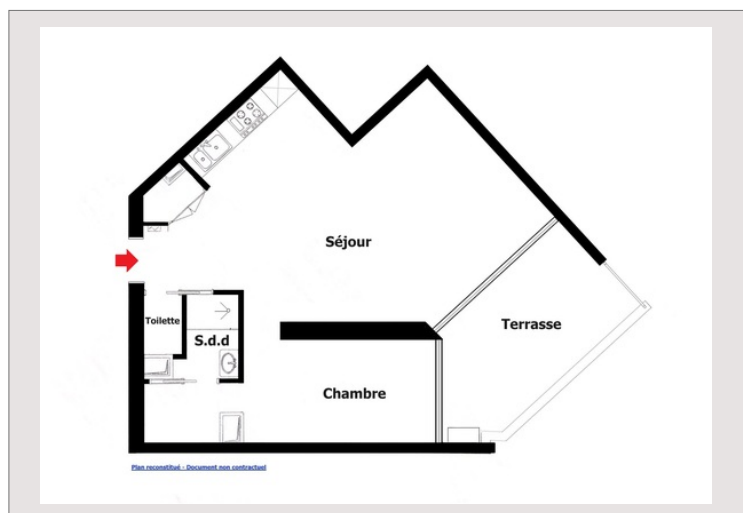 Séjour
Terrasse
Toilette
S.d.d
Chambre
Plan reconstitué - Document non contractuel